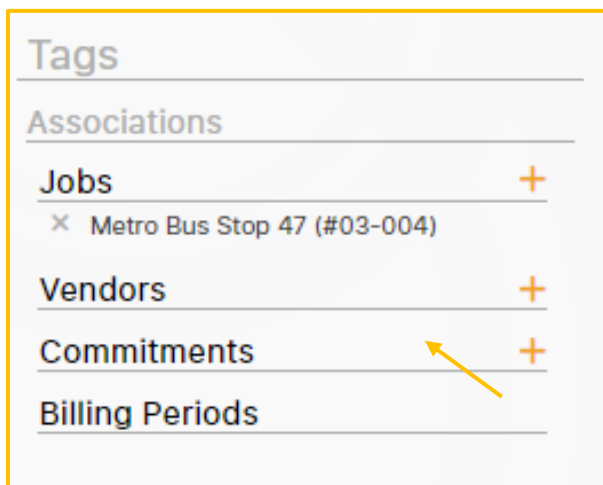 Tags
Associations
Jobs +
× Metro Bus Stop 47 (#03-004)
Vendors +
Commitments +
Billing Periods